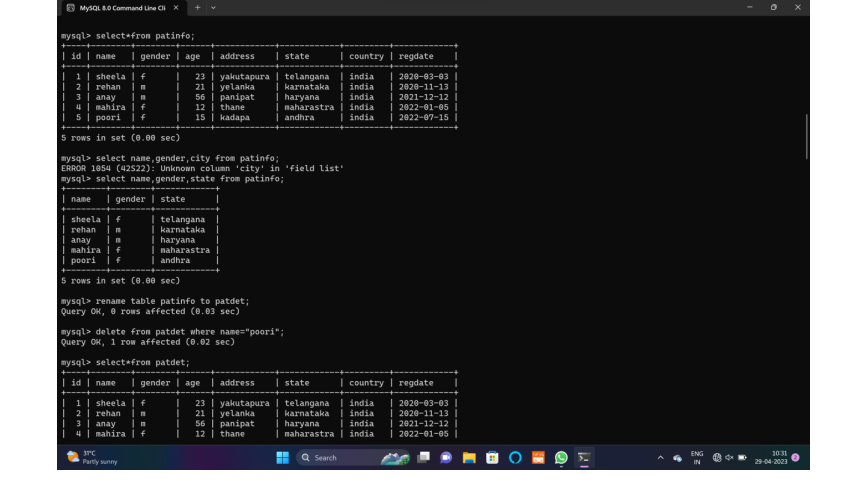 MySQL 8.0 Command Line Cli
mysql> select*from patinfo;
+----+--------+--------+------+------------+------------+---------+------------+
| id | name | gender | age | address | state | country | regdate |
+----+--------+--------+------+------------+------------+---------+------------+
| 1 | sheela | f | 23 | yakutapura | telangana | india | 2020-03-03 |
| 2 | rehan | m | 21 | yelanka | karnataka | india | 2020-11-13 |
| 3 | anay | m | 56 | panipat | haryana | india | 2021-12-12 |
| 4 | mahira | f | 12 | thane | maharastra | india | 2022-01-05 |
| 5 | poori | f | 15 | kadapa | andhra | india | 2022-07-15 |
+----+--------+--------+------+------------+------------+---------+------------+
5 rows in set (0.00 sec)
mysql> select name,gender,city from patinfo;
ERROR 1054 (42S22): Unknown column 'city' in 'field list'
mysql> select name,gender,state from patinfo;
+--------+--------+------------+
| name | gender | state |
+--------+--------+------------+
| sheela | f | telangana |
| rehan | m | karnataka |
| anay | m | haryana |
| mahira | f | maharastra |
| poori | f | andhra |
+--------+--------+------------+
5 rows in set (0.00 sec)
mysql> rename table patinfo to patdet;
Query OK, 0 rows affected (0.03 sec)
mysql> delete from patdet where name="poori";
Query OK, 1 row affected (0.02 sec)
mysql> select*from patdet;
+----+--------+--------+------+------------+------------+---------+------------+
| id | name | gender | age | address | state | country | regdate |
+----+--------+--------+------+------------+------------+---------+------------+
| 1 | sheela | f | 23 | yakutapura | telangana | india | 2020-03-03 |
| 2 | rehan | m | 21 | yelanka | karnataka | india | 2020-11-13 |
| 3 | anay | m | 56 | panipat | haryana | india | 2021-12-12 |
| 4 | mahira | f | 12 | thane | maharastra | india | 2022-01-05 |
31°C
Partly sunny
Search
ENG
IN
10:31
29-04-2023